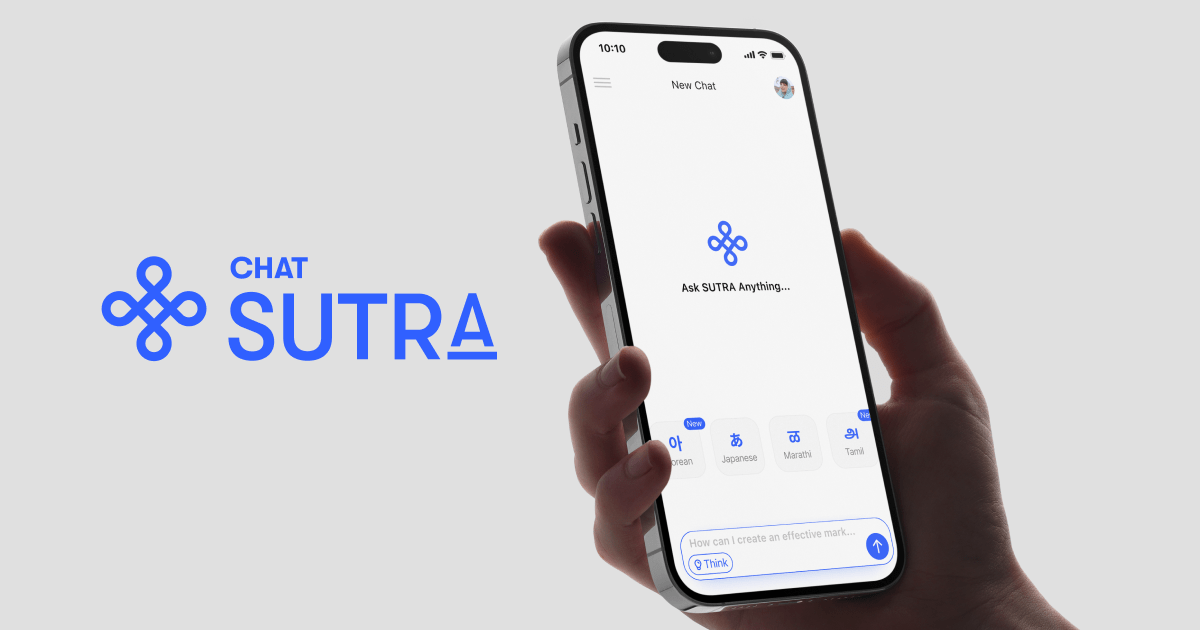 CHAT
SUTRA
10:10
New Chat
Ask SUTRA Anything...
New
New
아
あ
ळ
அ
Japanese
Marathi
Tamil
How can I create an effective mark...
Think